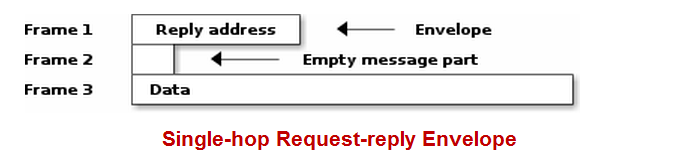 Frame 1 Reply address Envelope
Frame 2 Empty message part
Frame 3 Data
Single-hop Request-reply Envelope